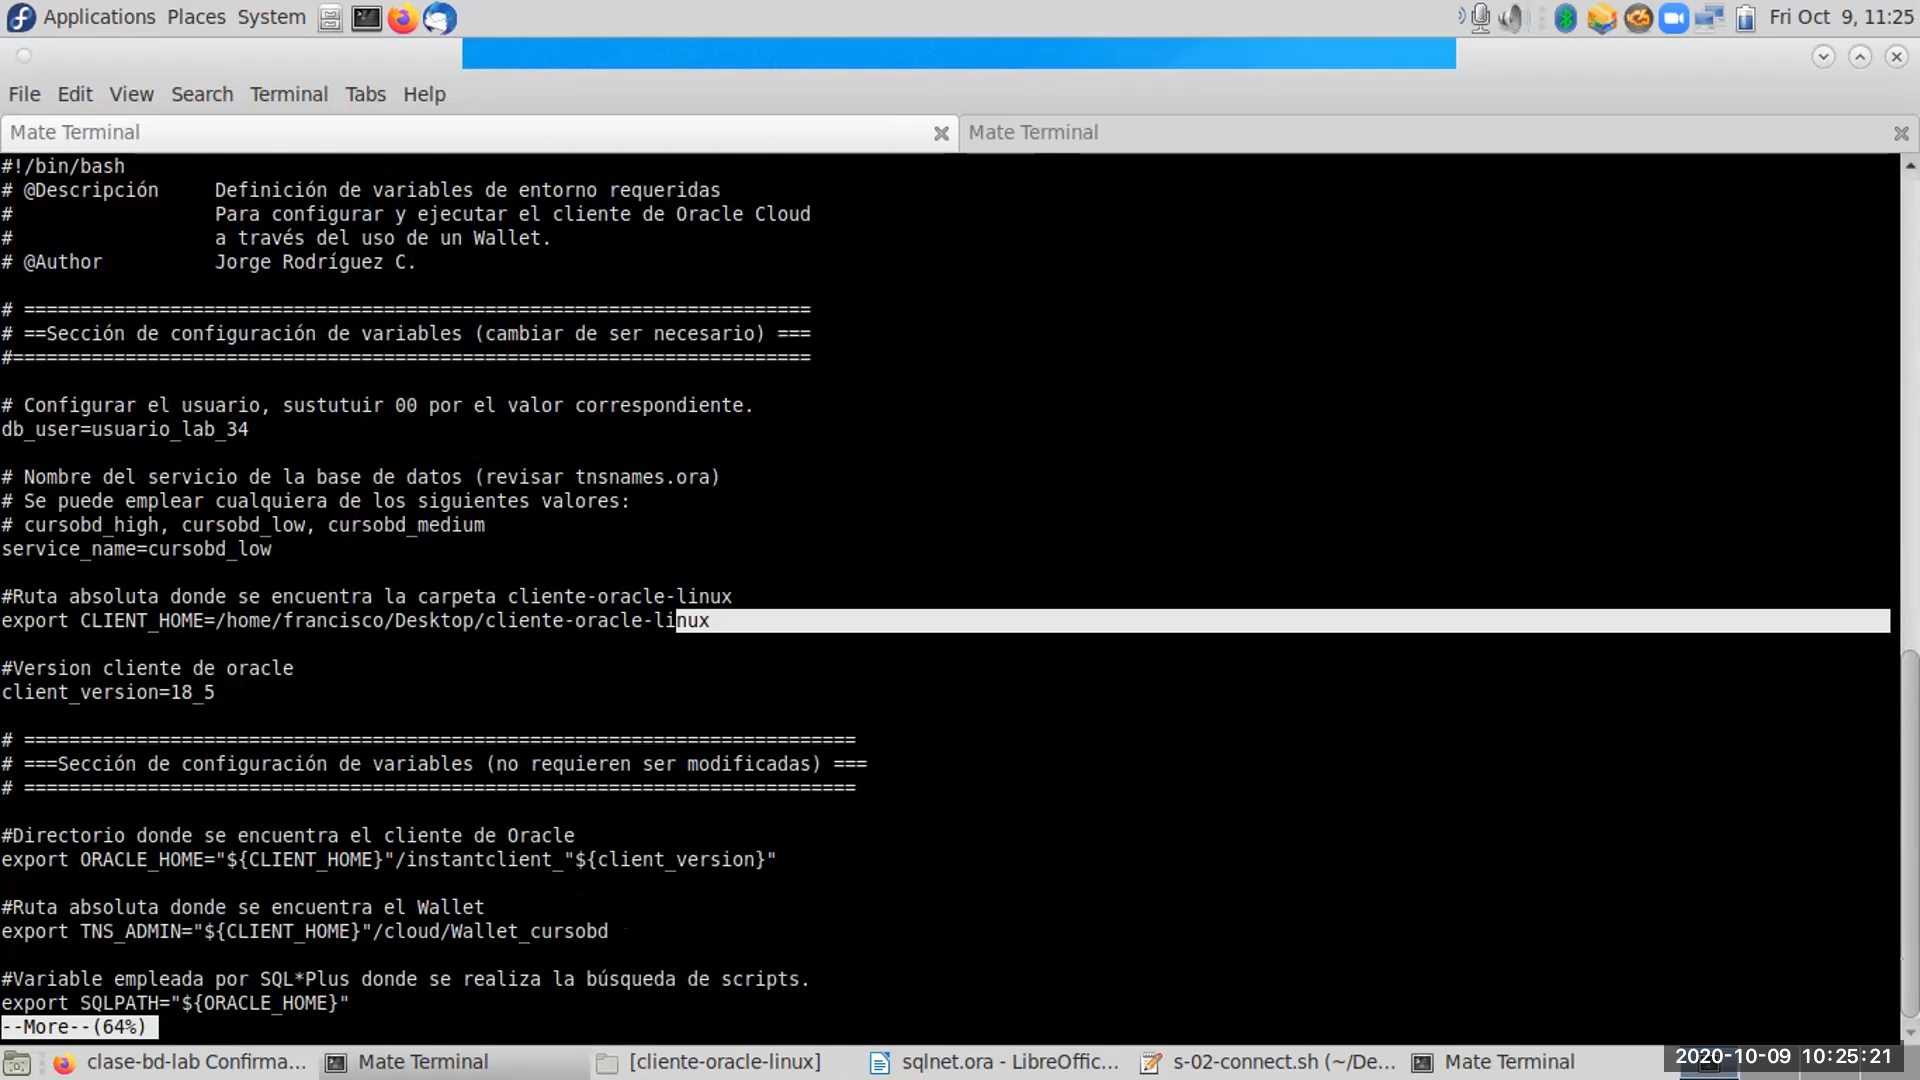 Applications Places System Fri Oct 9, 11:25
File Edit View Search Terminal Tabs Help
Mate Terminal Mate Terminal
#!/bin/bash
# @Descripción Definición de variables de entorno requeridas
# Para configurar y ejecutar el cliente de Oracle Cloud
# a través del uso de un Wallet.
# @Author Jorge Rodríguez C.
# ======================================================================
# ==Sección de configuración de variables (cambiar de ser necesario) ===
#=======================================================================
# Configurar el usuario, sustutuir 00 por el valor correspondiente.
db_user=usuario_lab_34
# Nombre del servicio de la base de datos (revisar tnsnames.ora)
# Se puede emplear cualquiera de los siguientes valores:
# cursobd_high, cursobd_low, cursobd_medium
service_name=cursobd_low
#Ruta absoluta donde se encuentra la carpeta cliente-oracle-linux
export CLIENT_HOME=/home/francisco/Desktop/cliente-oracle-linux
#Version cliente de oracle
client_version=18_5
# ==========================================================================
# ===Sección de configuración de variables (no requieren ser modificadas) ===
# ==========================================================================
#Directorio donde se encuentra el cliente de Oracle
export ORACLE_HOME="${CLIENT_HOME}"/instantclient_"${client_version}"
#Ruta absoluta donde se encuentra el Wallet
export TNS_ADMIN="${CLIENT_HOME}"/cloud/Wallet_cursobd
#Variable empleada por SQL*Plus donde se realiza la búsqueda de scripts.
export SQLPATH="${ORACLE_HOME}"
--More--(64%)
clase-bd-lab Confirma... Mate Terminal [cliente-oracle-linux] sqlnet.ora - LibreOffic... s-02-connect.sh (~/De... Mate Terminal 2020-10-09 10:25:21